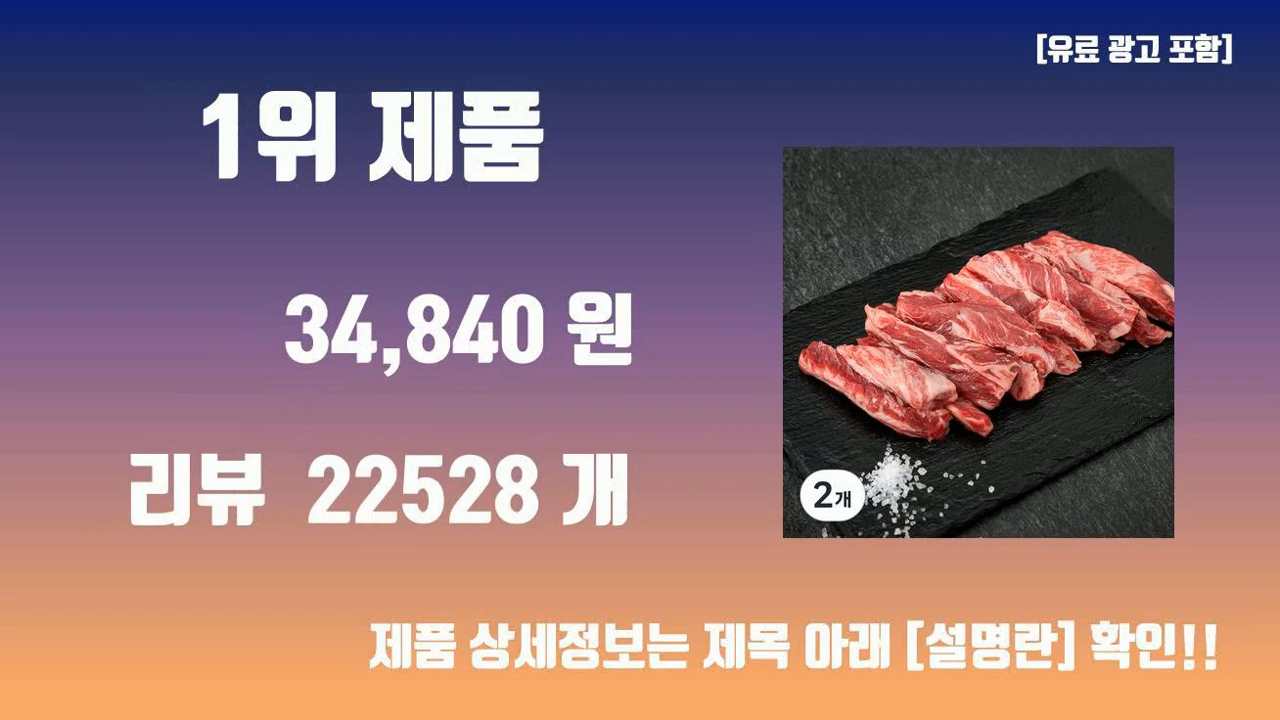 [유료 광고 포함]
1위 제품
34,840 원
리뷰 22528 개
2개
제품 상세정보는 제목 아래 [설명란] 확인!!